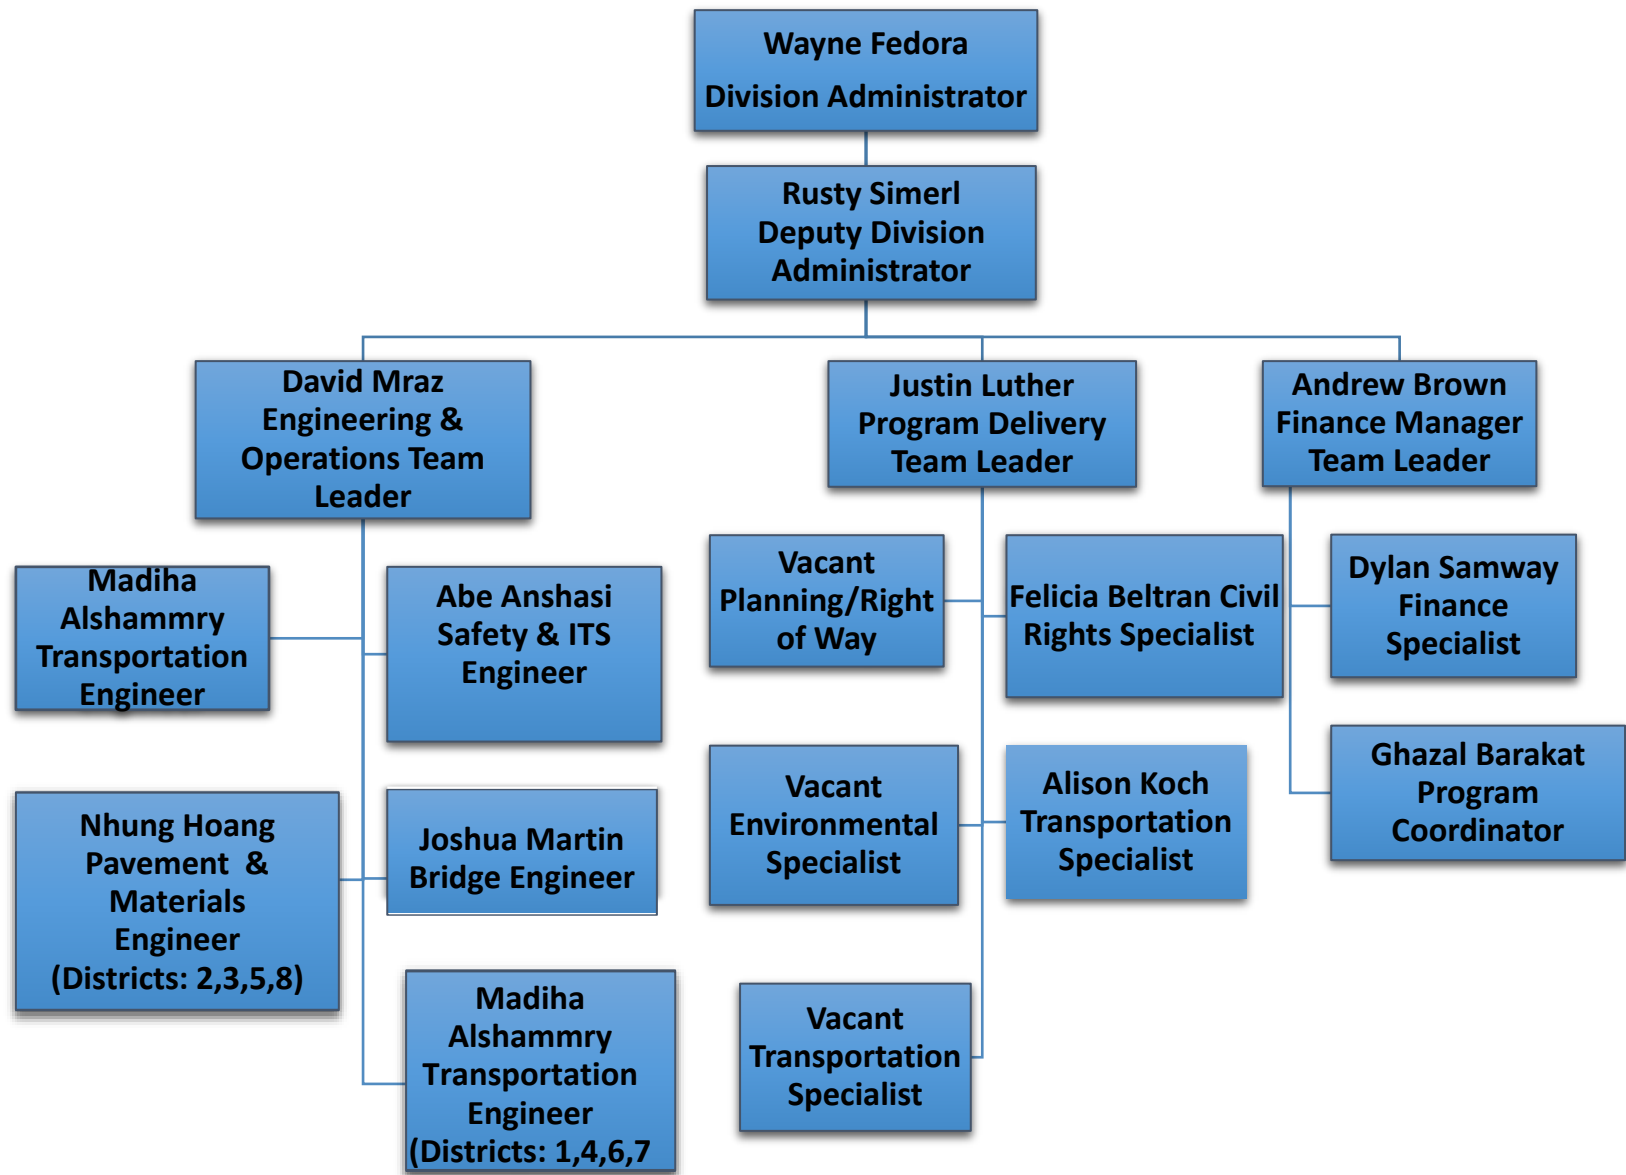 Wayne Fedora
Division Administrator
Rusty Simerl
Deputy Division
Administrator
David Mraz
Engineering &
Operations Team
Leader
Justin Luther
Program Delivery
Team Leader
Andrew Brown
Finance Manager
Team Leader
Madiha
Alshammry
Transportation
Engineer
Abe Anshasi
Safety & ITS
Engineer
Vacant
Planning/Right
of Way
Felicia Beltran Civil
Rights Specialist
Dylan Samway
Finance
Specialist
Nhung Hoang
Pavement &
Materials
Engineer
(Districts: 2,3,5,8)
Joshua Martin
Bridge Engineer
Vacant
Environmental
Specialist
Alison Koch
Transportation
Specialist
Ghazal Barakat
Program
Coordinator
Madiha
Alshammry
Transportation
Engineer
(Districts: 1,4,6,7
Vacant
Transportation
Specialist